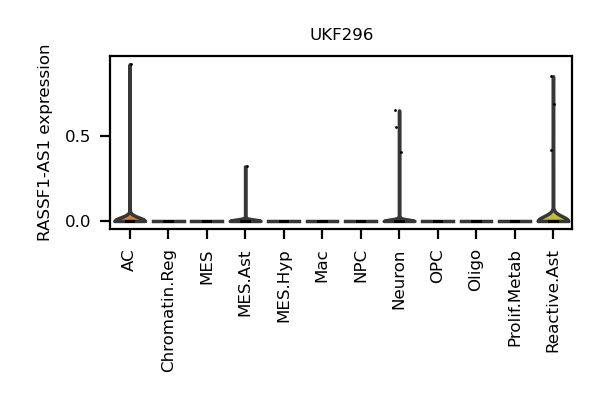 UKF296
RASSF1-AS1 expression
0.5
0.0
AC
Chromatin.Reg
MES
MES.Ast
MES.Hyp
Mac
NPC
Neuron
OPC
Oligo
Prolif.Metab
Reactive.Ast